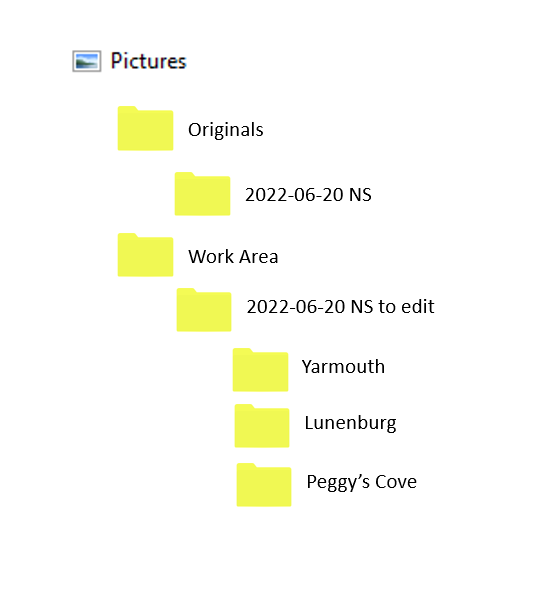 Pictures
Originals
2022-06-20 NS
Work Area
2022-06-20 NS to edit
Yarmouth
Lunenburg
Peggy’s Cove